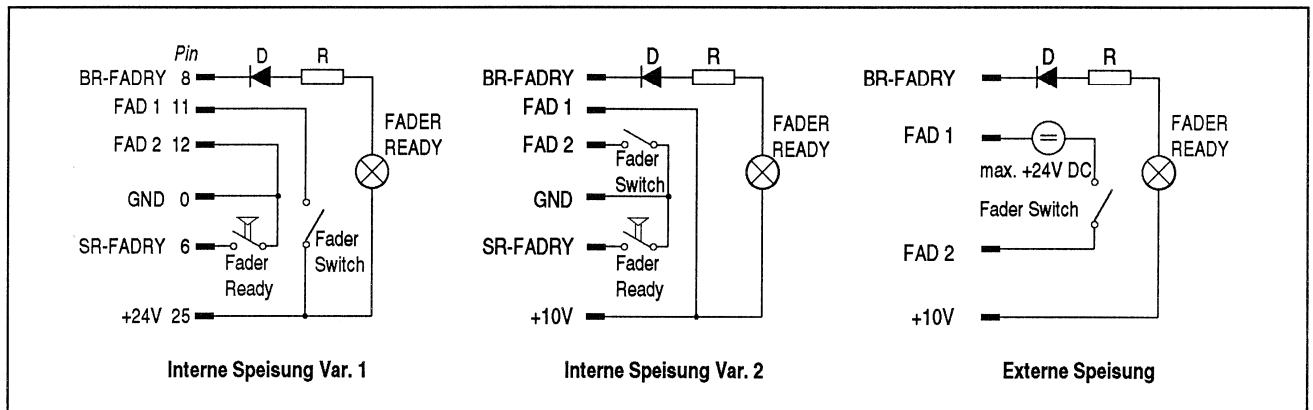 Pin D R
BR-FADRY 8
FAD 1 11
FAD 2 12
GND 0
SR-FADRY 6
+24V 25
FADER
READY
Fader
Switch
Fader
Ready
Interne Speisung Var. 1
D R
BR-FADRY
FAD 1
FAD 2
GND
SR-FADRY
+10V
FADER
READY
Fader
Switch
Fader
Ready
Interne Speisung Var. 2
D R
BR-FADRY
FAD 1
max. +24V DC
Fader Switch
FAD 2
+10V
FADER
READY
Externe Speisung